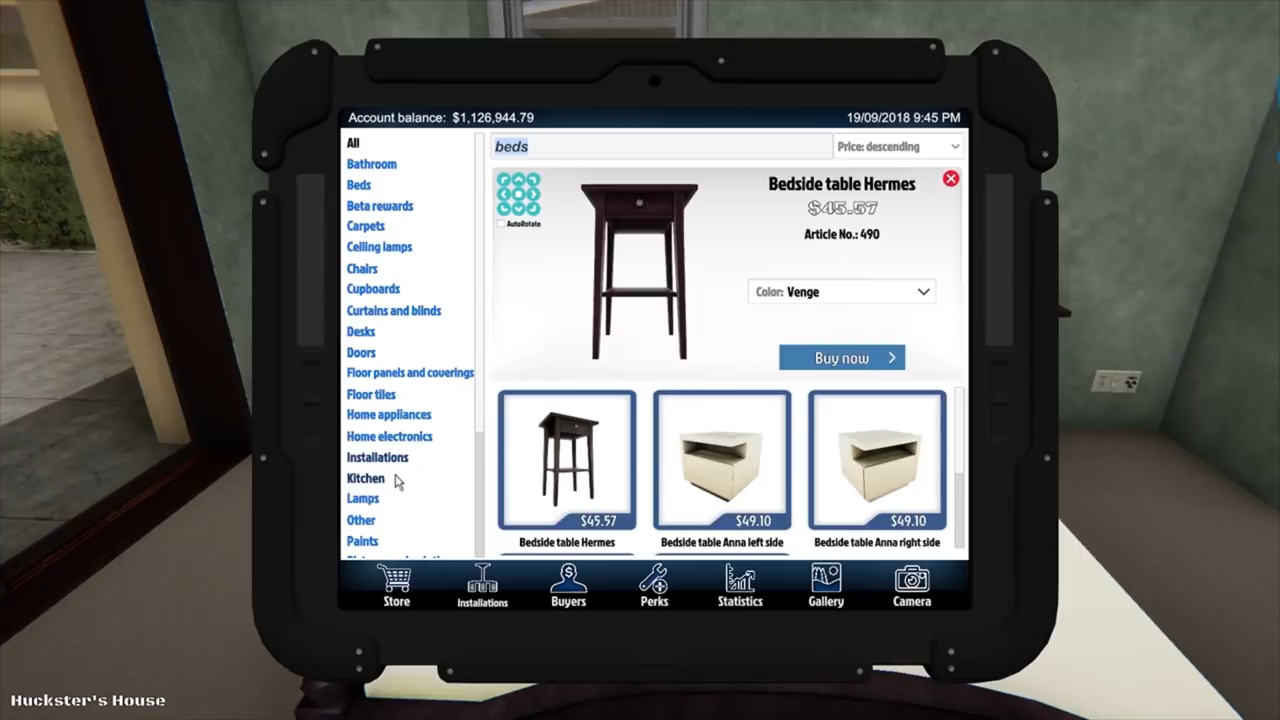 Account balance: $1,126,944.79
19/09/2018 9:45 PM
All
Bathroom
Beds
Beta rewards
Carpets
Ceiling lamps
Chairs
Cupboards
Curtains and blinds
Desks
Doors
Floor panels and coverings
Floor tiles
Home appliances
Home electronics
Installations
Kitchen
Lamps
Other
Paints
beds
Price: descending
AutoRotate
Bedside table Hermes
$45.57
Article No.: 490
Color: Venge
Buy now
$45.57
$49.10
$49.10
Bedside table Hermes
Bedside table Anna left side
Bedside table Anna right side
Store
Installations
Buyers
Perks
Statistics
Gallery
Camera
Huckster's House